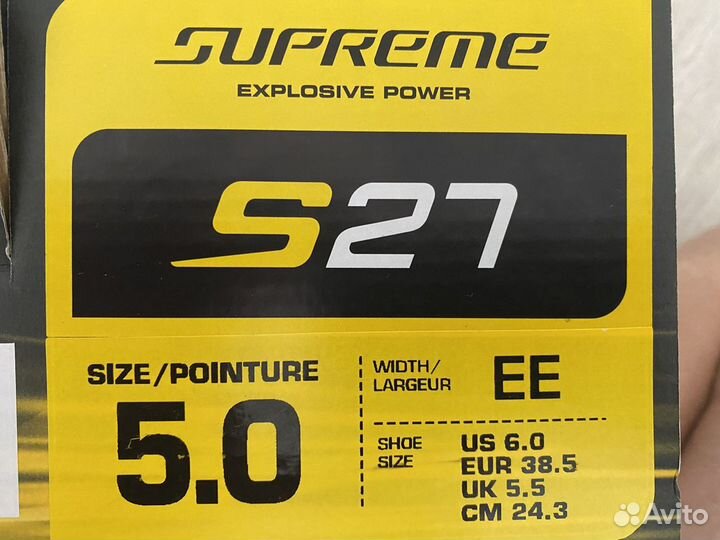 SUPREME
EXPLOSIVE POWER
S27
SIZE/POINTURE
5.0
WIDTH/
LARGEUR
EE
SHOE
SIZE
US 6.0
EUR 38.5
UK 5.5
CM 24.3
Avito